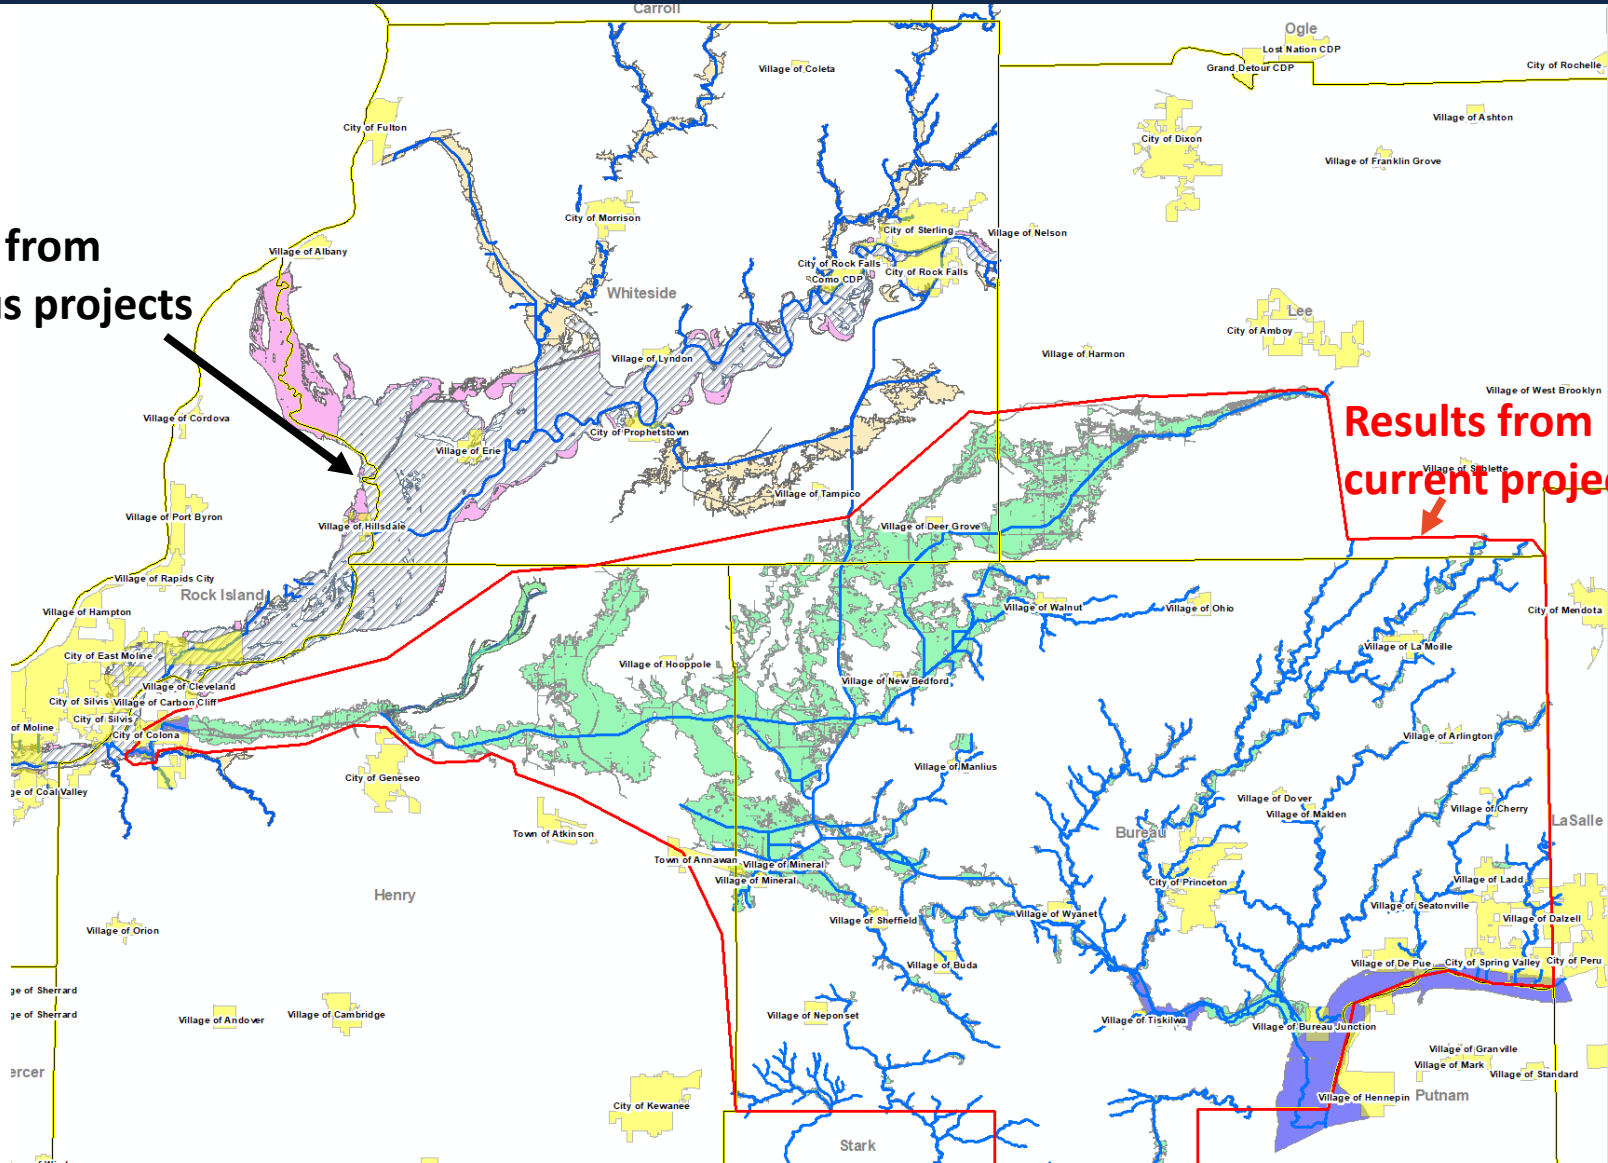 Carroll
Ogle
Lost Nation CDP
Grand Detour CDP
City of Rochelle
Village of Coleta
City of Fulton
Village of Ashton
City of Dixon
Village of Franklin Grove
City of Morrison
City of Sterling
Village of Nelson
from
Village of Albany
City of Rock Falls
City of Rock Falls
Como CDP
projects
Whiteside
Lee
City of Amboy
Village of Lyndon
Village of Harmon
Village of West Brooklyn
Village of Cordova
City of Prophetstown
Results from
Village of Erie
current
Village of Tampico
Village of Port Byron
Village of Hillsdale
Village of Deer Grove
Village of Rapids City
Rock Island
Village of Hampton
Village of Walnut
Village of Ohio
City of Mendota
City of East Moline
Village of Hooppole
Village of La Moille
Village of Cleveland
Village of New Bedford
City of Silvis
Village of Carbon Cliff
City of Silvis
of Moline
City of Colona
Village of Arlington
City of Geneseo
Village of Manlius
of Coal Valley
Village of Dover
Village of Cherry
Village of Malden
Town of Atkinson
Bureau
LaSalle
Town of Annawan
Village of Mineral
Village of Mineral
City of Princeton
Village of Ladd
Henry
Village of Seatonville
Village of Wyanet
Village of Sheffield
Village of Dalzell
Village of Orion
Village of Buda
Village of De Pue
City of Spring Valley
City of Peru
of Sherrard
of Sherrard
Village of Andover
Village of Cambridge
Village of Neponset
Village of Tiskilwa
Village of Bureau Junction
Village of Granville
Village of Mark
Village of Standard
ercer
City of Kewanee
Village of Hennepin
Putnam
Stark